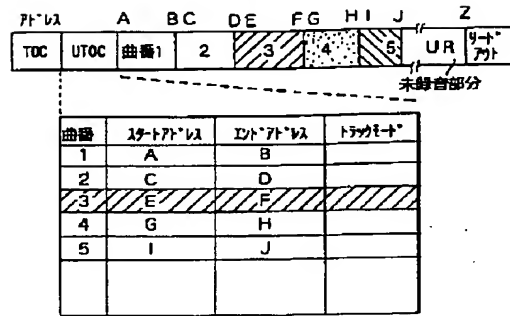 アドレス A BC DE FG HI J Z
TOC UTOC 曲番1 2 3 4 5 UR リードアウト
未録音部分
曲番 スタートアドレス エンドアドレス トラックモード
1 A B
2 C D
3 E F
4 G H
5 I J